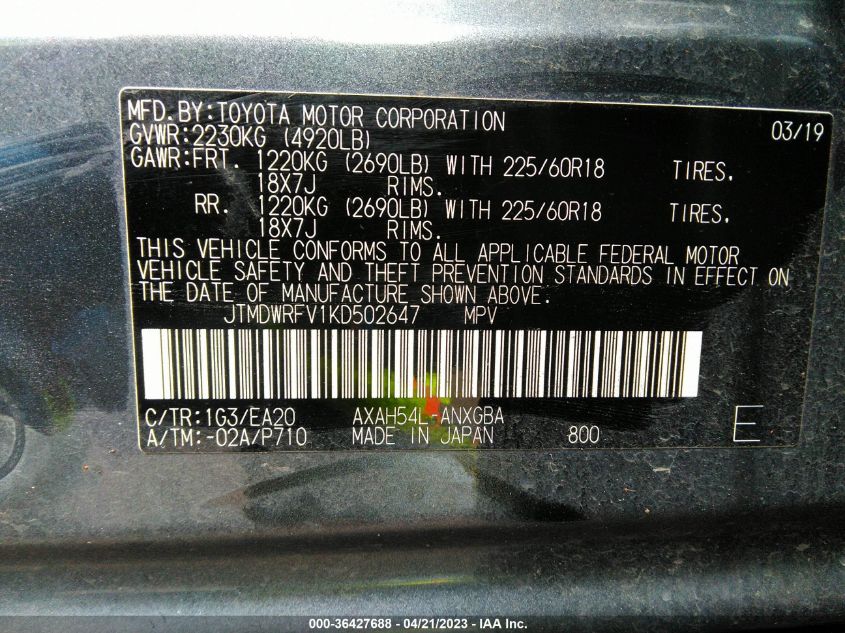 MFD.BY:TOYOTA MOTOR CORPORATION 03/19
GVWR:2230KG (4920LB)
GAWR:FRT. 1220KG (2690LB) WITH 225/60R18 TIRES,
18X7J RIMS.
RR. 1220KG (2690LB) WITH 225/60R18 TIRES,
18X7J RIMS.
THIS VEHICLE CONFORMS TO ALL APPLICABLE FEDERAL MOTOR
VEHICLE SAFETY AND THEFT PREVENTION STANDARDS IN EFFECT ON
THE DATE OF MANUFACTURE SHOWN ABOVE.
JTMDWRFV1KD502647 MPV
C/TR:1G3/EA20 AXAH54L-ANXGBA
A/TM:-02A/P710 MADE IN JAPAN 800 E
000-36427688 - 04/21/2023 - © IAA Inc.